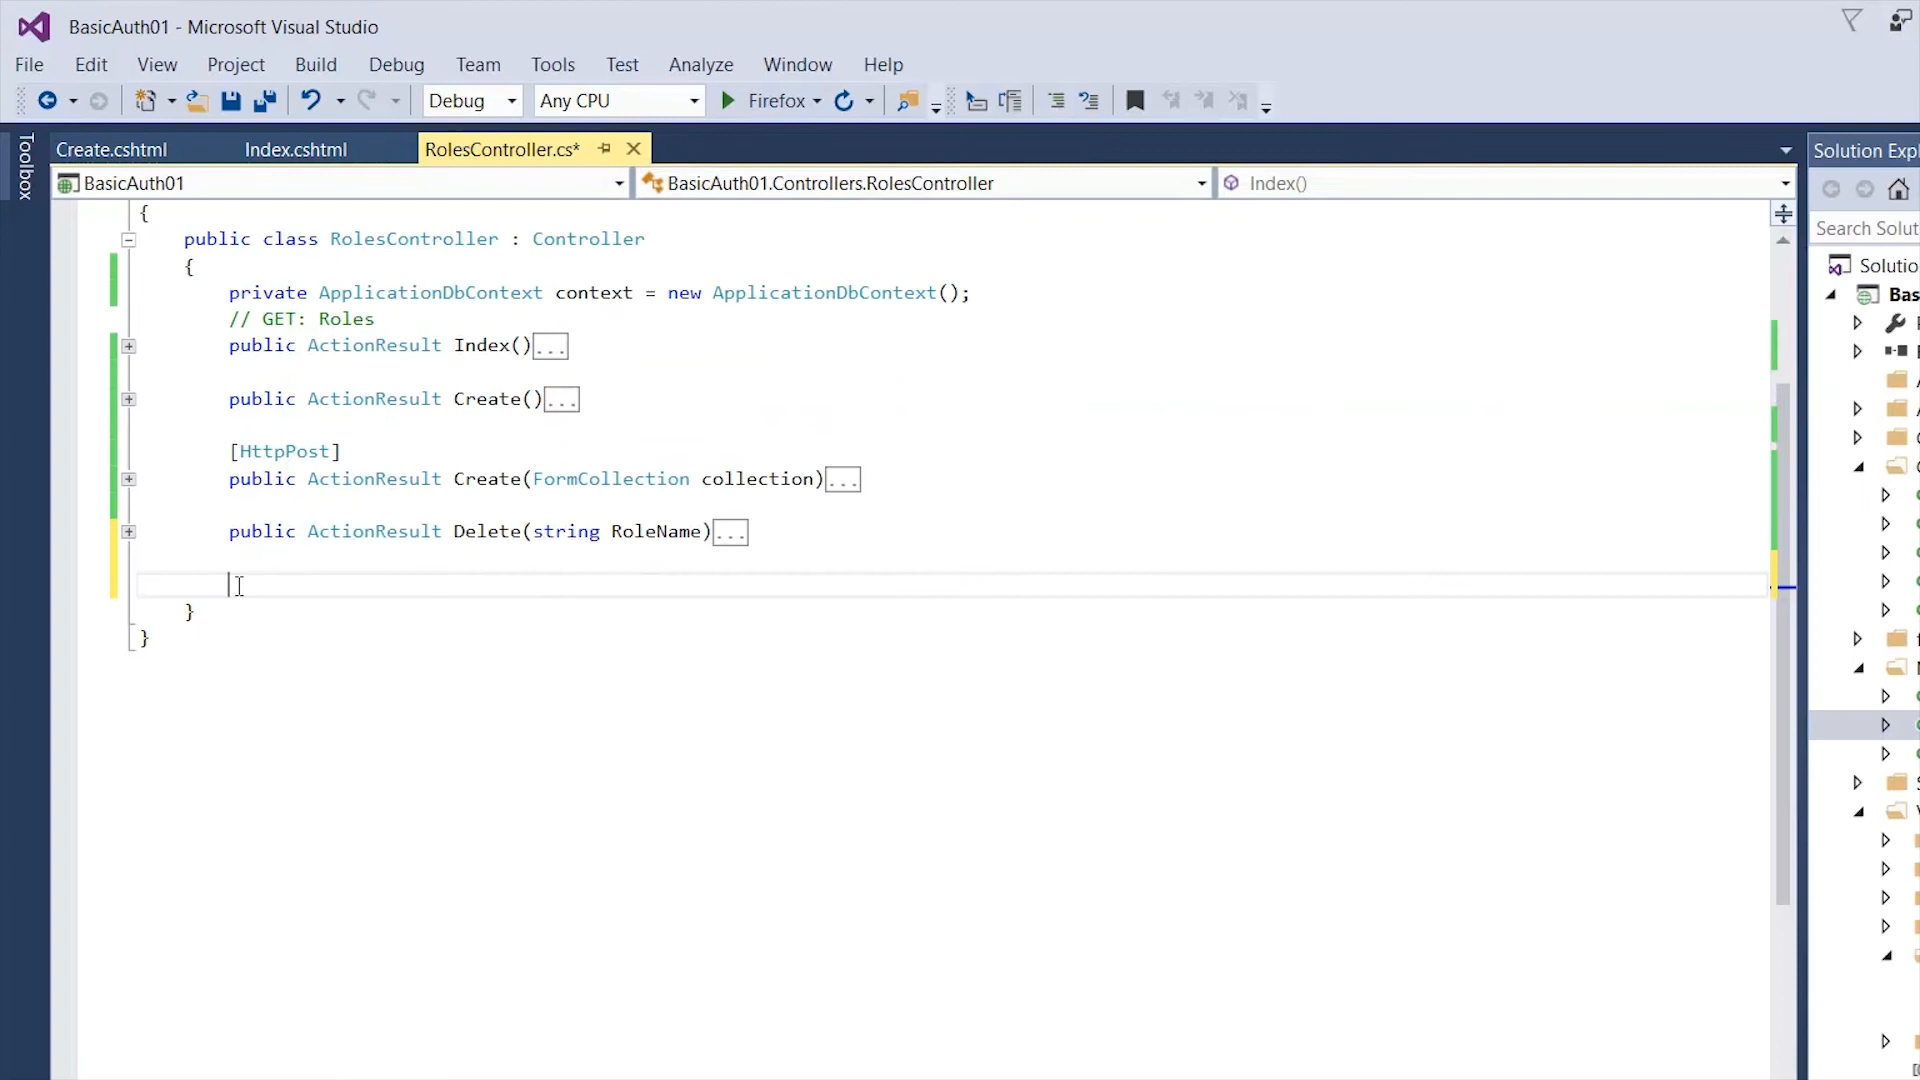 BasicAuth01 - Microsoft Visual Studio
File Edit View Project Build Debug Team Tools Test Analyze Window Help
Debug Any CPU Firefox
Toolbox
Create.cshtml Index.cshtml RolesController.cs*
Solution Expl
BasicAuth01 BasicAuth01.Controllers.RolesController Index()
Search Solut
Solutio
Bas
{
public class RolesController : Controller
{
private ApplicationDbContext context = new ApplicationDbContext();
// GET: Roles
public ActionResult Index()...
public ActionResult Create()...
[HttpPost]
public ActionResult Create(FormCollection collection)...
public ActionResult Delete(string RoleName)...
}
}